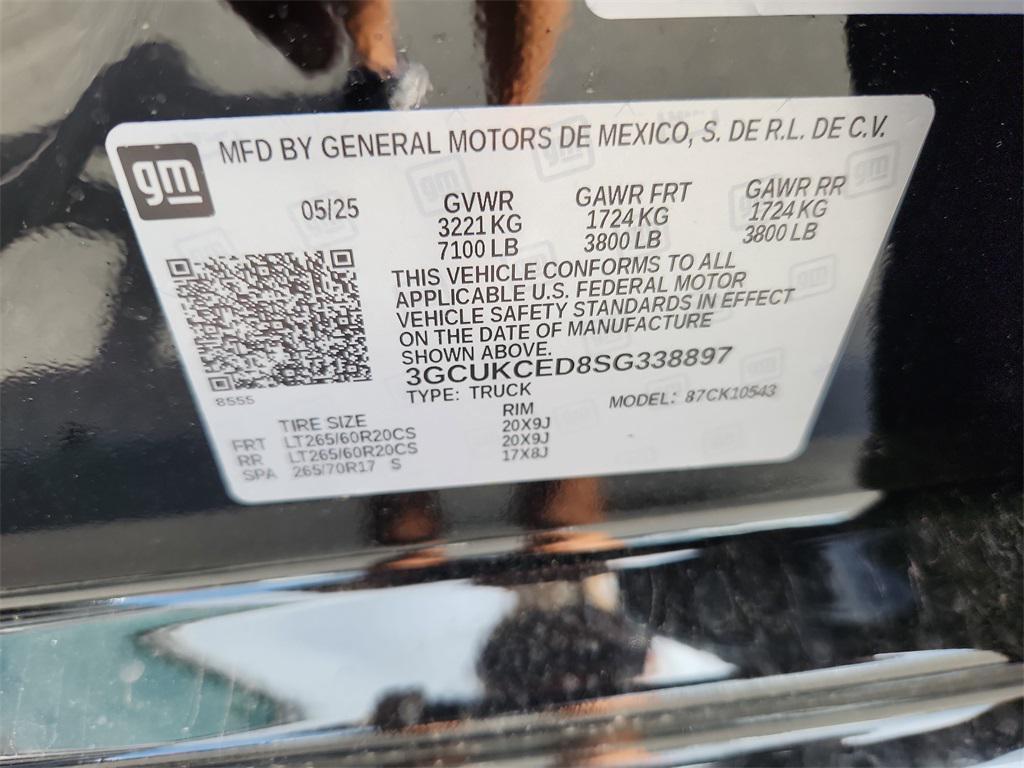 gm
MFD BY GENERAL MOTORS DE MEXICO, S. DE R.L. DE C.V.
05/25 GVWR GAWR FRT GAWR RR
3221 KG 1724 KG 1724 KG
7100 LB 3800 LB 3800 LB
THIS VEHICLE CONFORMS TO ALL
APPLICABLE U.S. FEDERAL MOTOR
VEHICLE SAFETY STANDARDS IN EFFECT
ON THE DATE OF MANUFACTURE
SHOWN ABOVE.
3GCUKCED8SG338897
8555
TYPE: TRUCK MODEL: 87CK10543
TIRE SIZE RIM
FRT LT265/60R20CS 20X9J
RR LT265/60R20CS 20X9J
SPA 265/70R17 S 17X8J